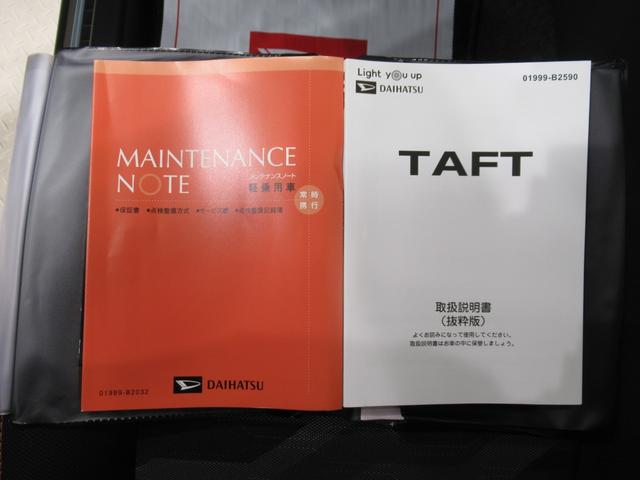 MAINTENANCE
NOTE
メンテナンスノート
軽乗用車
常時
携行
●保証書 ●点検整備方式 ●サービス網 ●点検整備記録簿
DAIHATSU
01999-B2032
Light you up
DAIHATSU
01999-B2590
TAFT
取扱説明書
（抜粋版）
よくお読みになって使用してください。
取扱説明書はお車の中に保管しましょう。